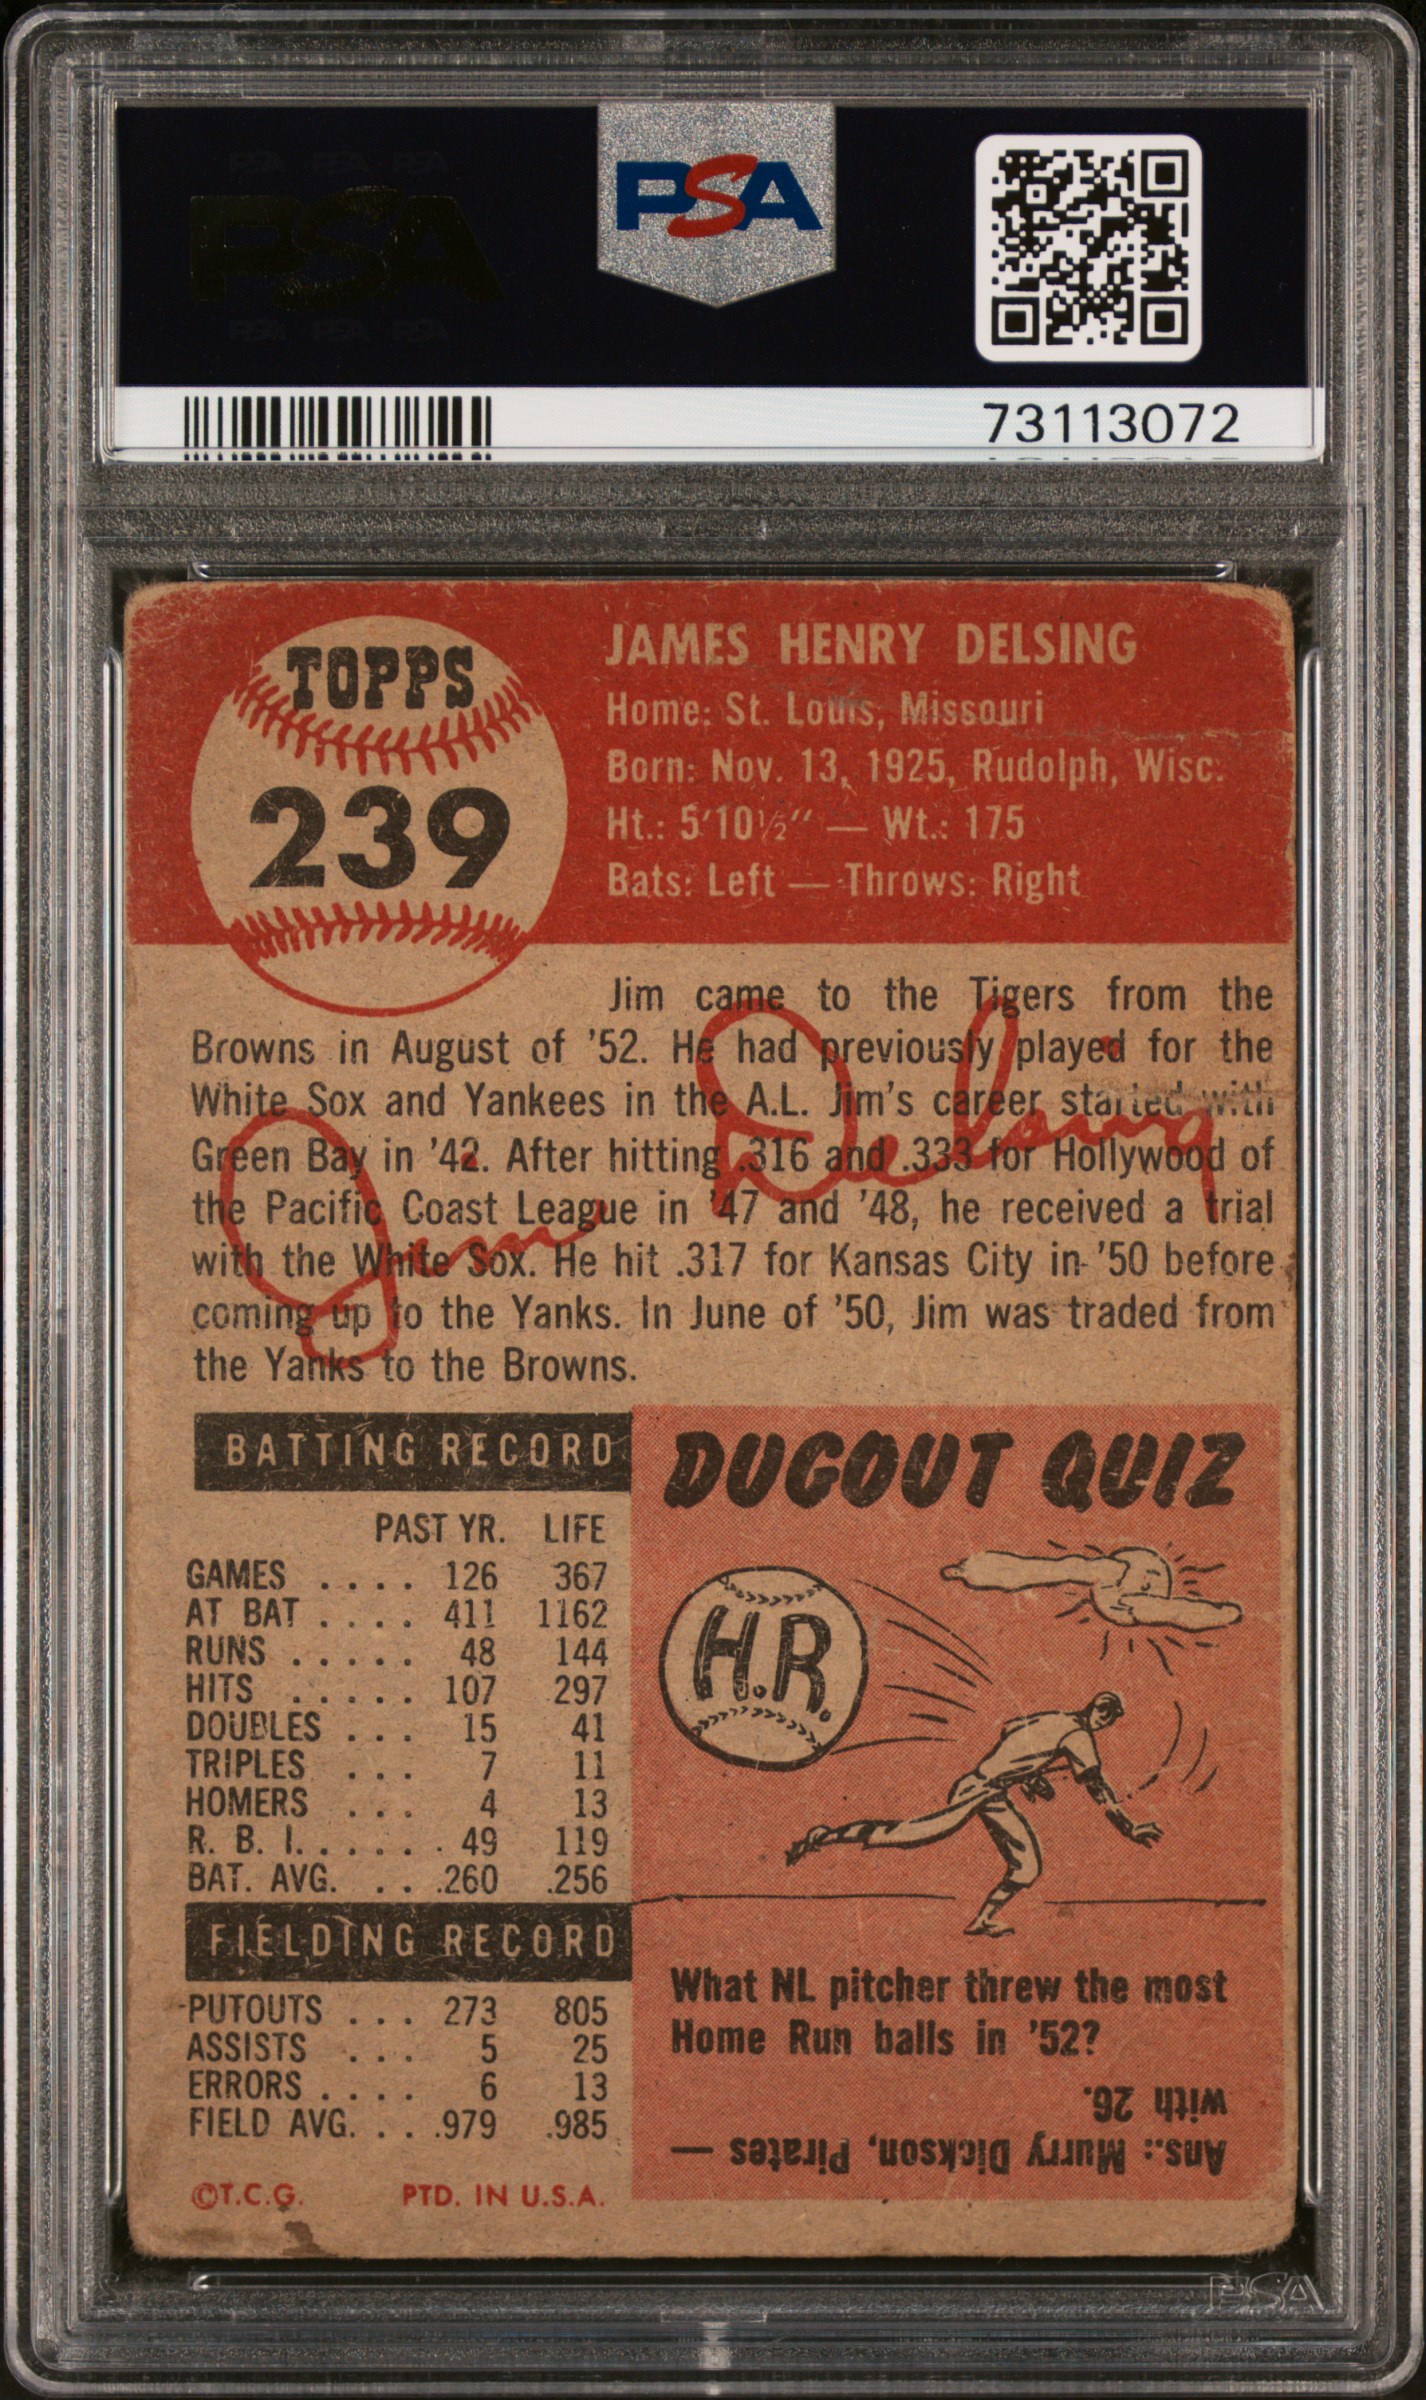 PSA
PSA
73113072
TOPPS
239
JAMES HENRY DELSING
Home: St. Louis, Missouri
Born: Nov. 13, 1925, Rudolph, Wisc.
Ht.: 5'10½" — Wt.: 175
Bats: Left — Throws: Right
Jim came to the Tigers from the
Browns in August of '52. He had previously played for the
White Sox and Yankees in the A.L. Jim's career started with
Green Bay in '42. After hitting .316 and .333 for Hollywood of
the Pacific Coast League in '47 and '48, he received a trial
with the White Sox. He hit .317 for Kansas City in '50 before
coming up to the Yanks. In June of '50, Jim was traded from
the Yanks to the Browns.
Jim Delsing
BATTING RECORD
PAST YR. LIFE
GAMES .... 126 367
AT BAT .... 411 1162
RUNS ..... 48 144
HITS ..... 107 297
DOUBLES ... 15 41
TRIPLES ... 7 11
HOMERS ... 4 13
R. B. I. ..... 49 119
BAT. AVG. .. .260 .256
FIELDING RECORD
PUTOUTS ... 273 805
ASSISTS ... 5 25
ERRORS .... 6 13
FIELD AVG. .. .979 .985
©T.C.G. PTD. IN U.S.A.
DUGOUT QUIZ
H.R.
What NL pitcher threw the most
Home Run balls in '52?
Ans.: Murry Dickson, Pirates —
with 26.
PSA